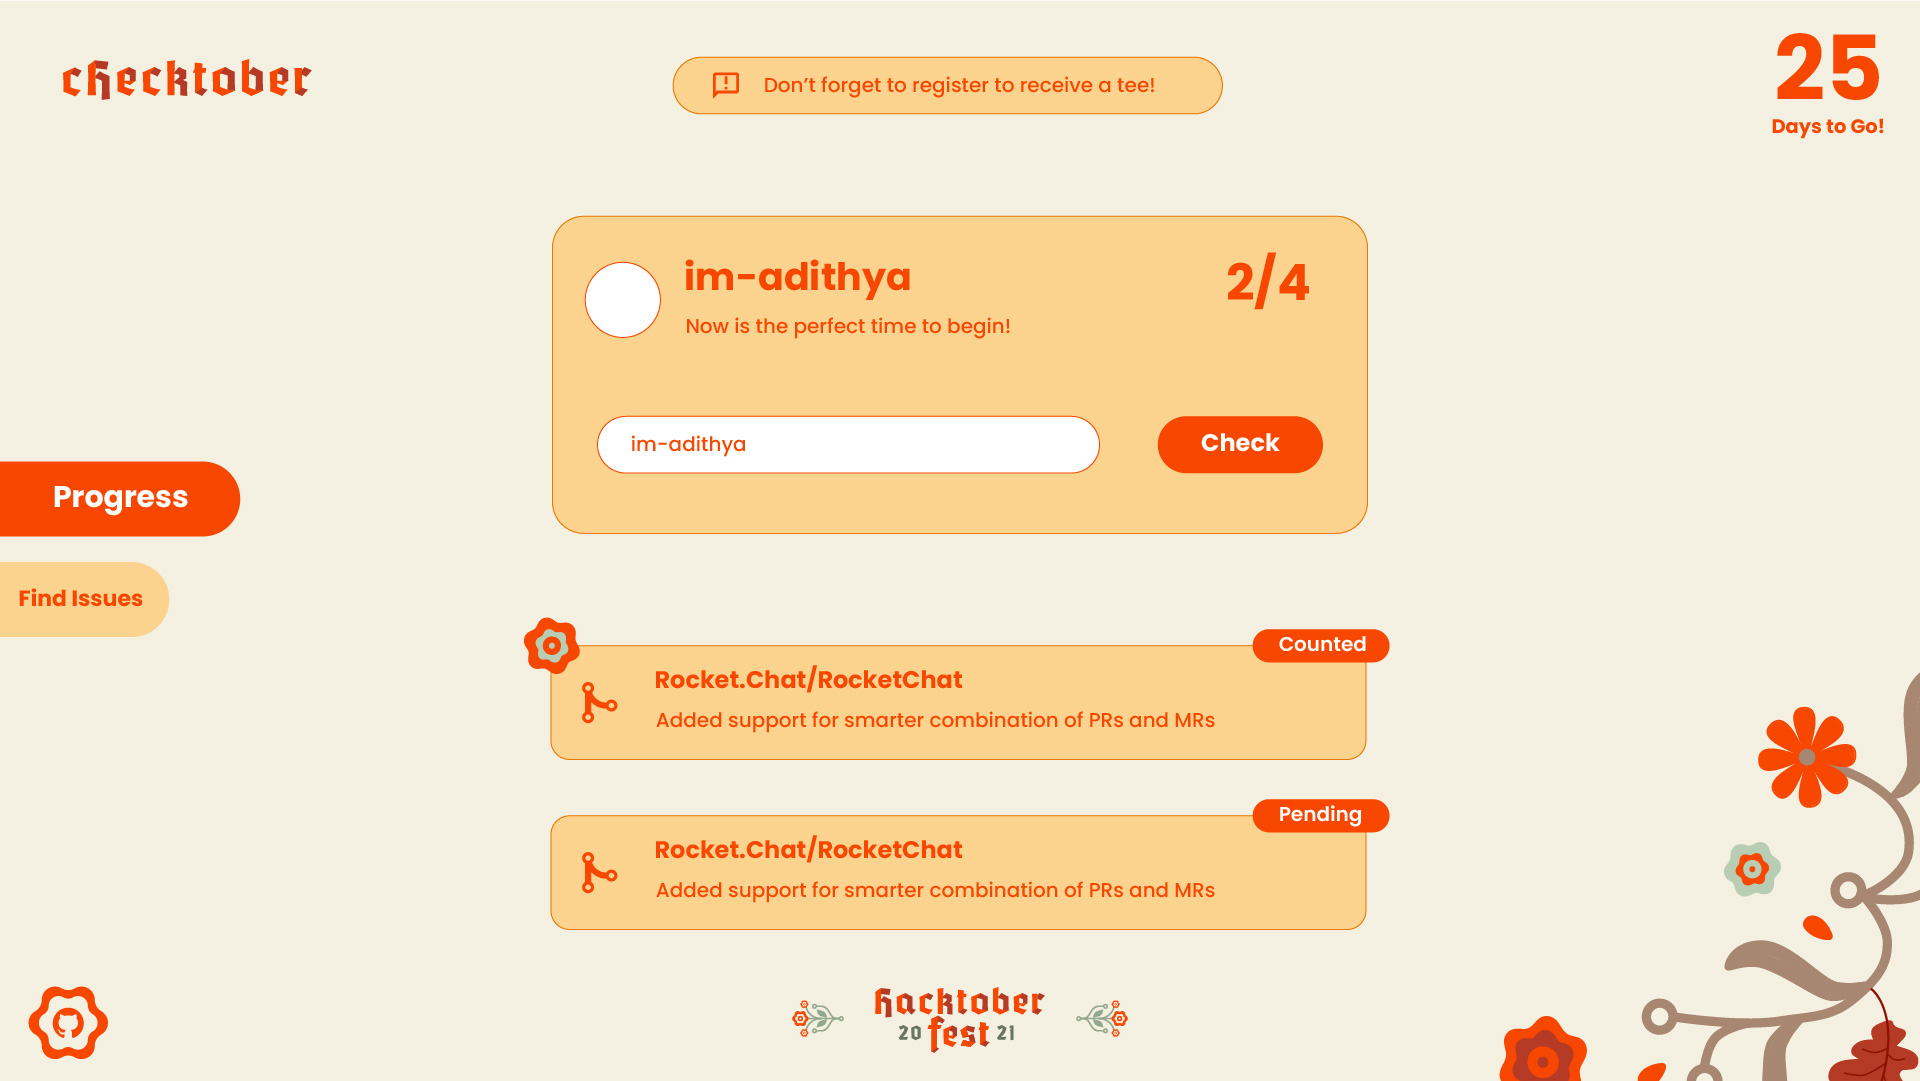 checktober
Don't forget to register to receive a tee!
25
Days to Go!
im-adithya
2/4
Now is the perfect time to begin!
im-adithya
Check
Progress
Find Issues
Counted
Rocket.Chat/RocketChat
Added support for smarter combination of PRs and MRs
Pending
Rocket.Chat/RocketChat
Added support for smarter combination of PRs and MRs
hacktober
20 fest 21